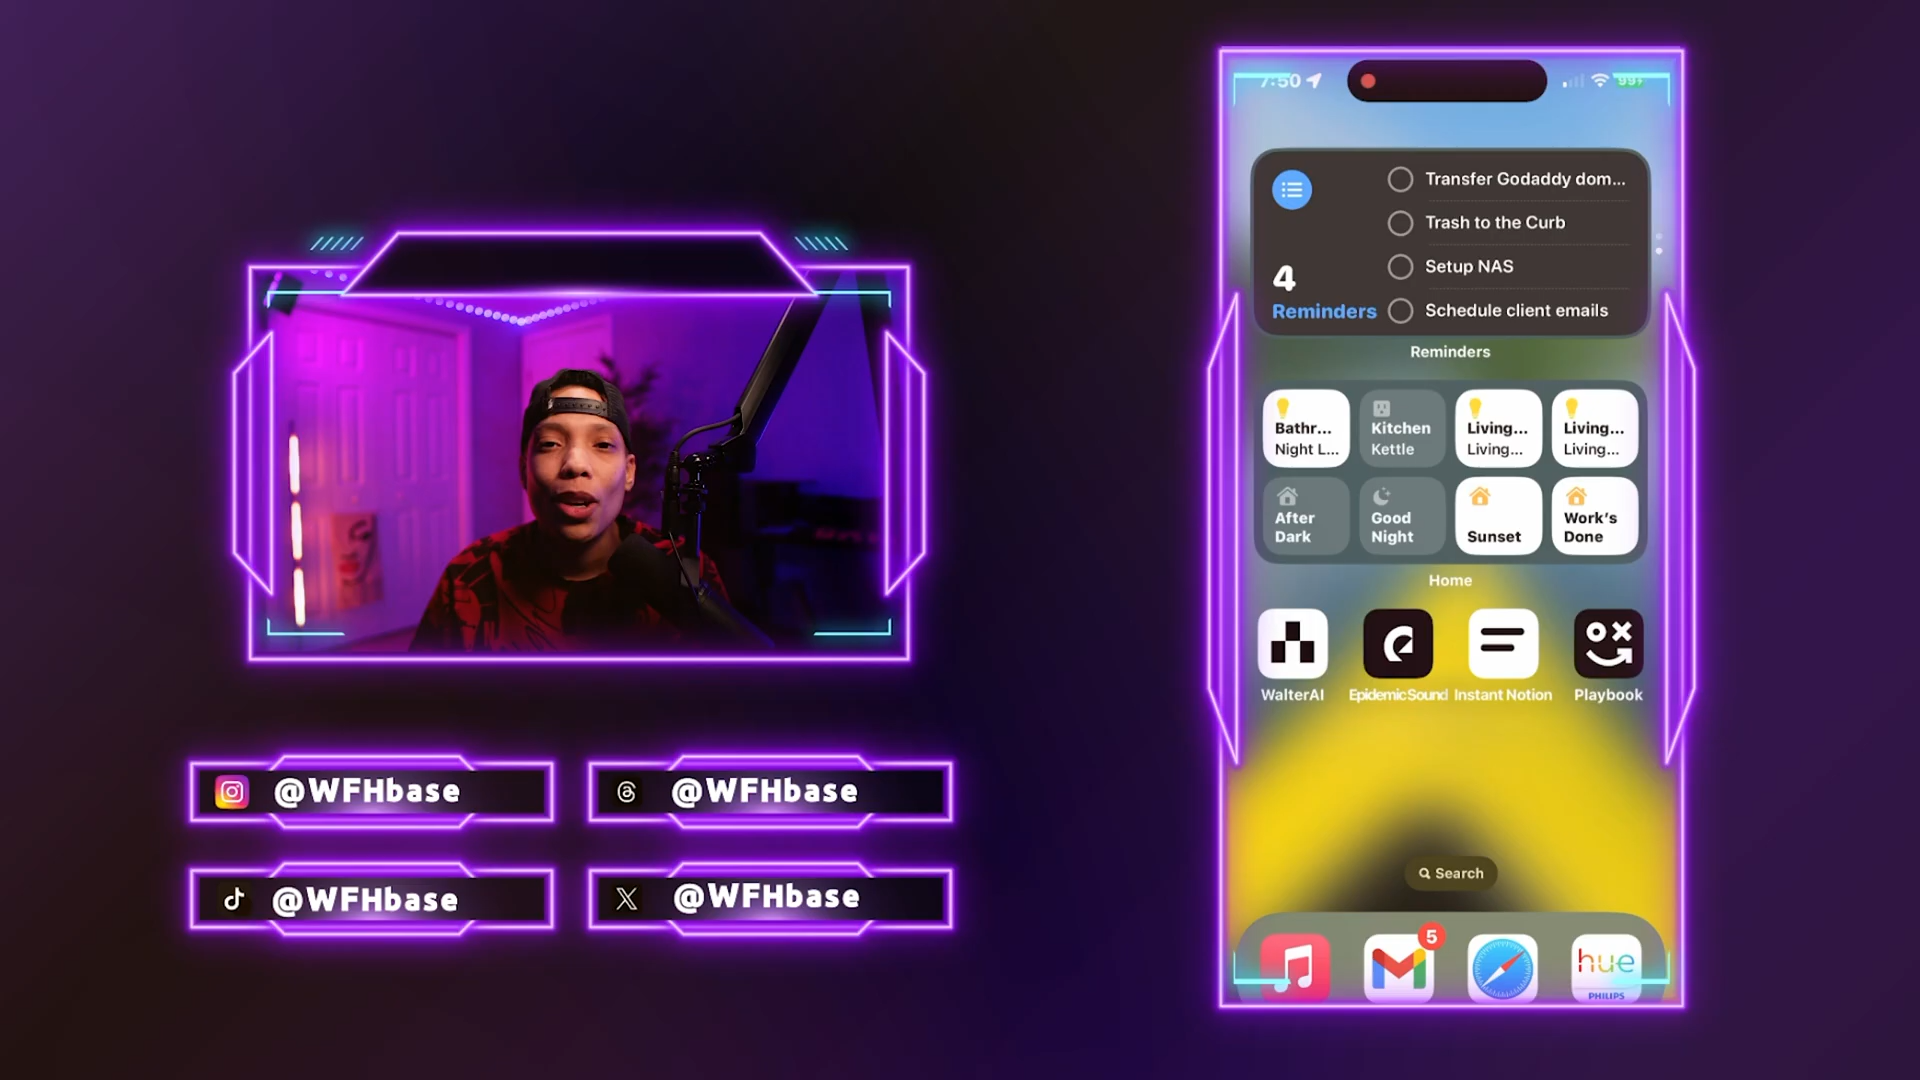 @WFHbase
@WFHbase
@WFHbase
@WFHbase
7:50
99
Transfer Godaddy dom...
Trash to the Curb
Setup NAS
Schedule client emails
4
Reminders
Reminders
Bathr...
Night L...
Kitchen
Kettle
Living...
Living...
Living...
Living...
After
Dark
Good
Night
Sunset
Work's
Done
Home
WalterAI
EpidemicSound
Instant Notion
Playbook
Search
5
hue
PHILIPS